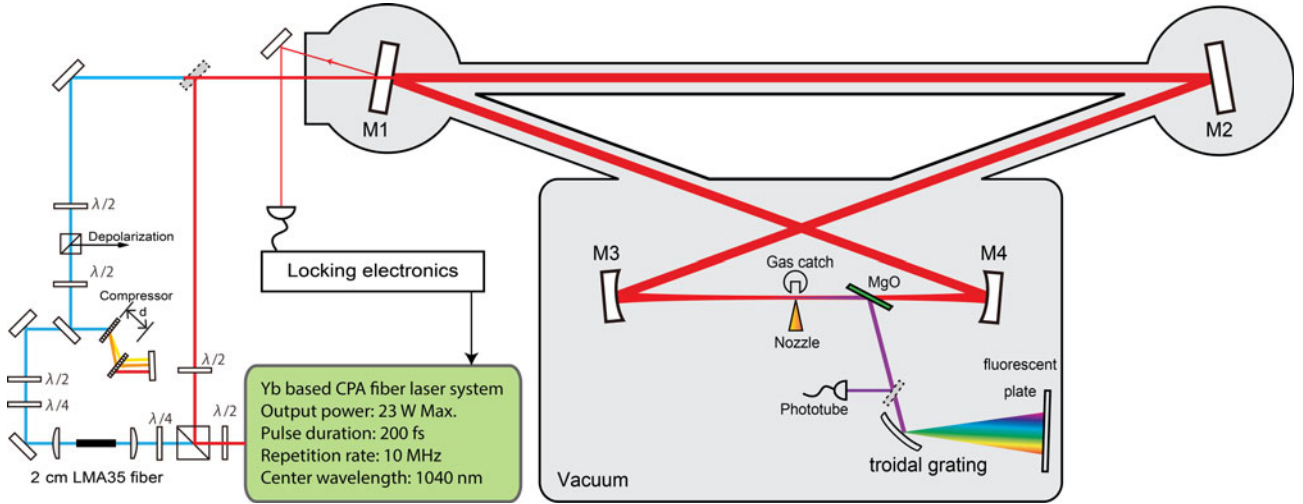 M1
M2
λ/2
Depolarization
λ/2
Locking electronics
M3
M4
Gas catch
MgO
Nozzle
Compressor
d
λ/2
λ/2
λ/4
λ/4
λ/2
2 cm LMA35 fiber
Yb based CPA fiber laser system
Output power: 23 W Max.
Pulse duration: 200 fs
Repetition rate: 10 MHz
Center wavelength: 1040 nm
Phototube
fluorescent
plate
troidal grating
Vacuum